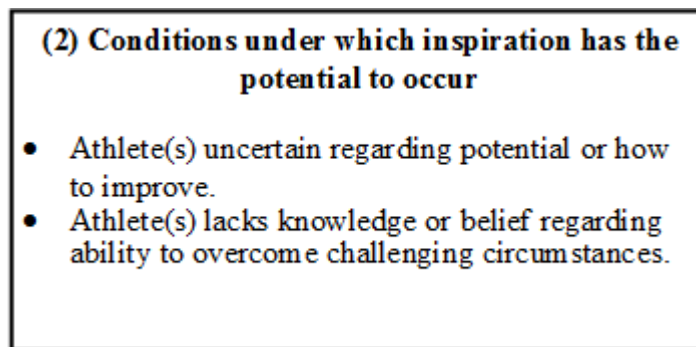 (2) Conditions under which inspiration has the
potential to occur
• Athlete(s) uncertain regarding potential or how
to improve.
• Athlete(s) lacks knowledge or belief regarding
ability to overcome challenging circumstances.